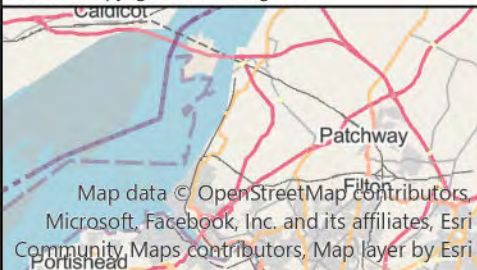 Caldicot
Patchway
Filton
Map data © OpenStreetMap contributors,
Microsoft, Facebook, Inc. and its affiliates, Esri
Community Maps contributors, Map layer by Esri
Portishead